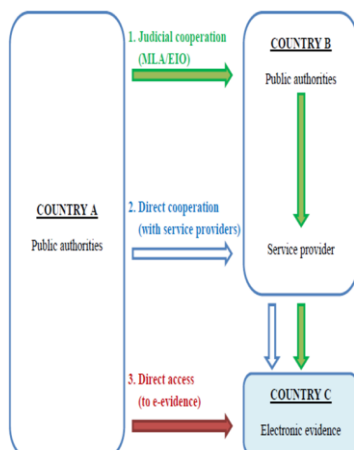 1. Judicial cooperation
(MLA/EIO)
COUNTRY B
Public authorities
COUNTRY A
Public authorities
2. Direct cooperation
(with service providers)
Service provider
3. Direct access
(to e-evidence)
COUNTRY C
Electronic evidence